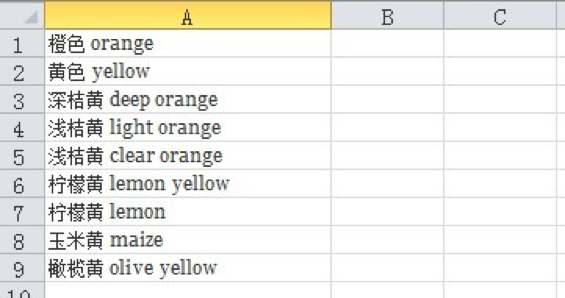 A B C
1 橙色 orange
2 黄色 yellow
3 深桔黄 deep orange
4 浅桔黄 light orange
5 浅桔黄 clear orange
6 柠檬黄 lemon yellow
7 柠檬黄 lemon
8 玉米黄 maize
9 橄榄黄 olive yellow
10